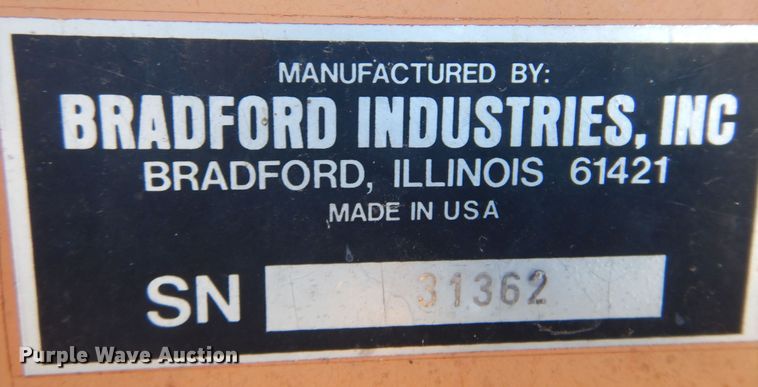 MANUFACTURED BY:
BRADFORD INDUSTRIES, INC
BRADFORD, ILLINOIS 61421
MADE IN USA
SN 31362
Purple Wave Auction